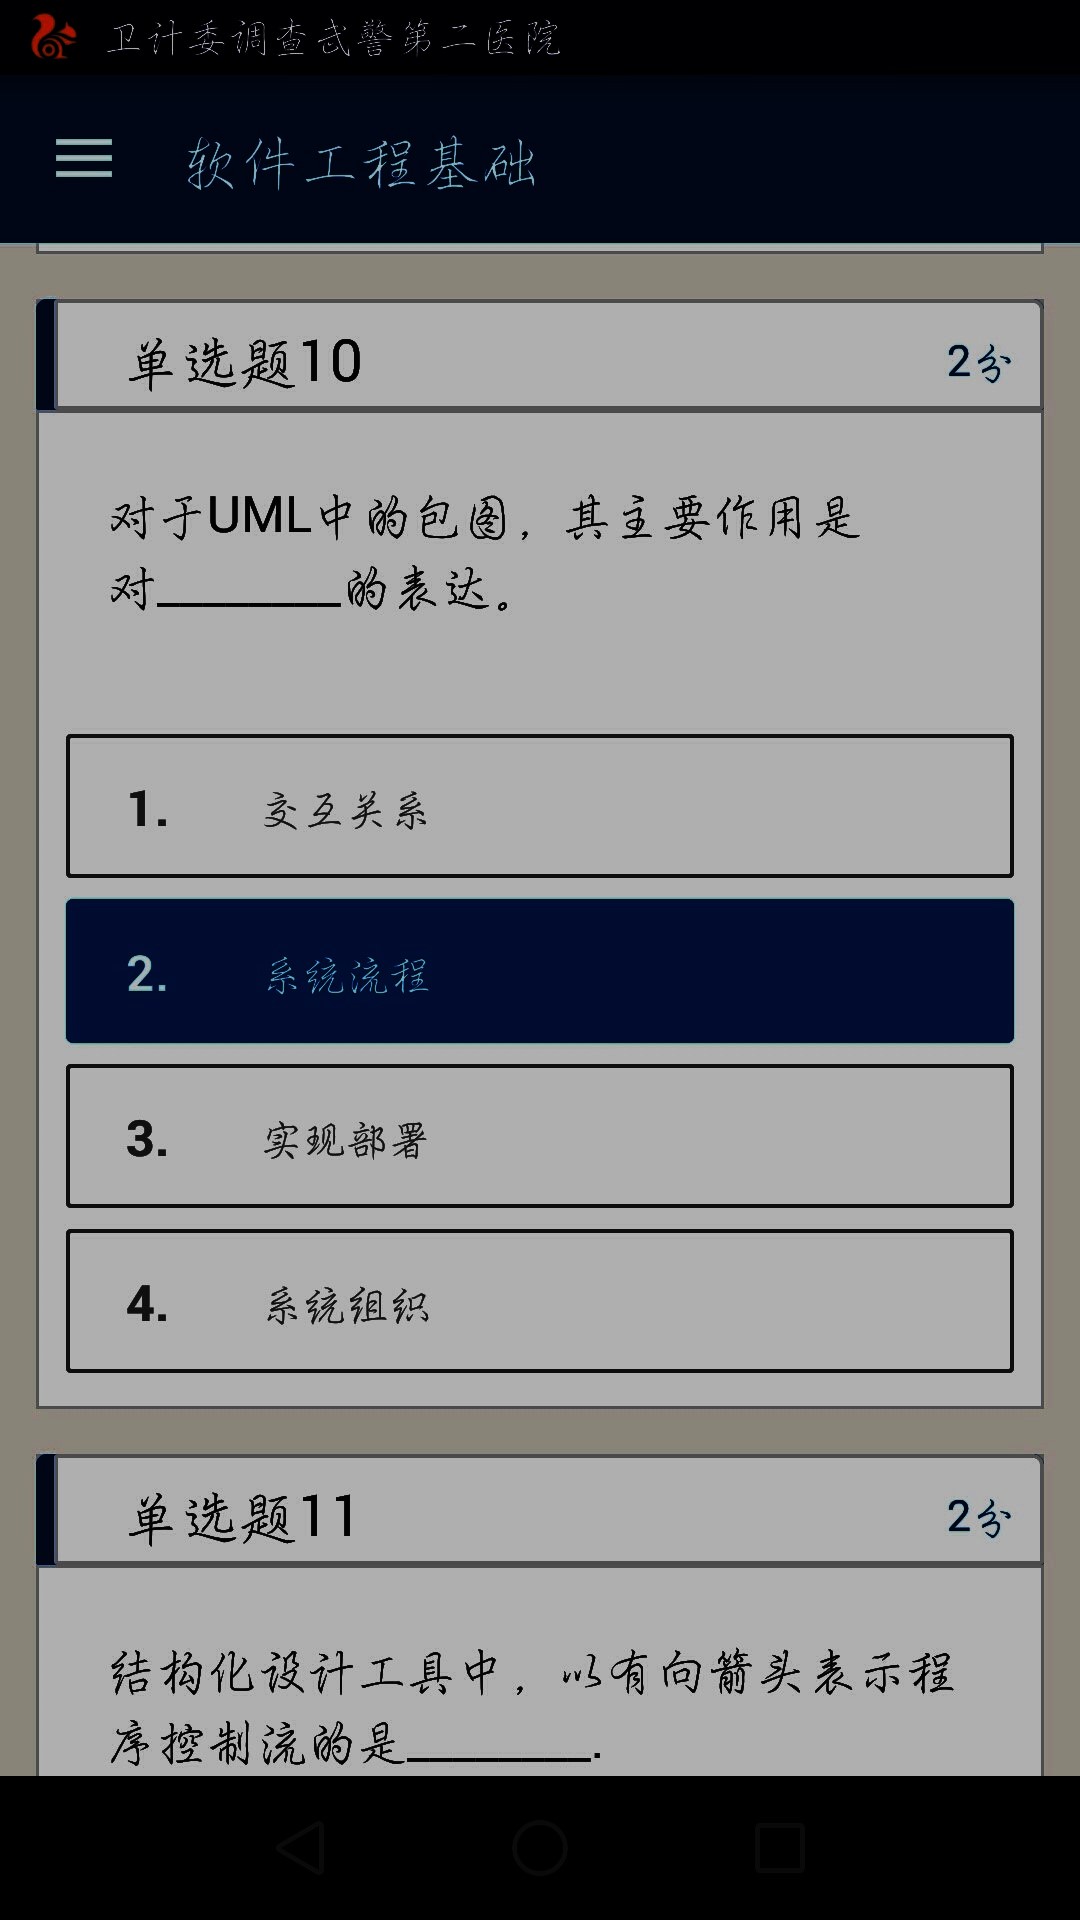 卫计委调查武警第二医院
软件工程基础
单选题10
2分
对于UML中的包图，其主要作用是
对________的表达。
1. 交互关系
2. 系统流程
3. 实现部署
4. 系统组织
单选题11
2分
结构化设计工具中，以有向箭头表示程
序控制流的是________.